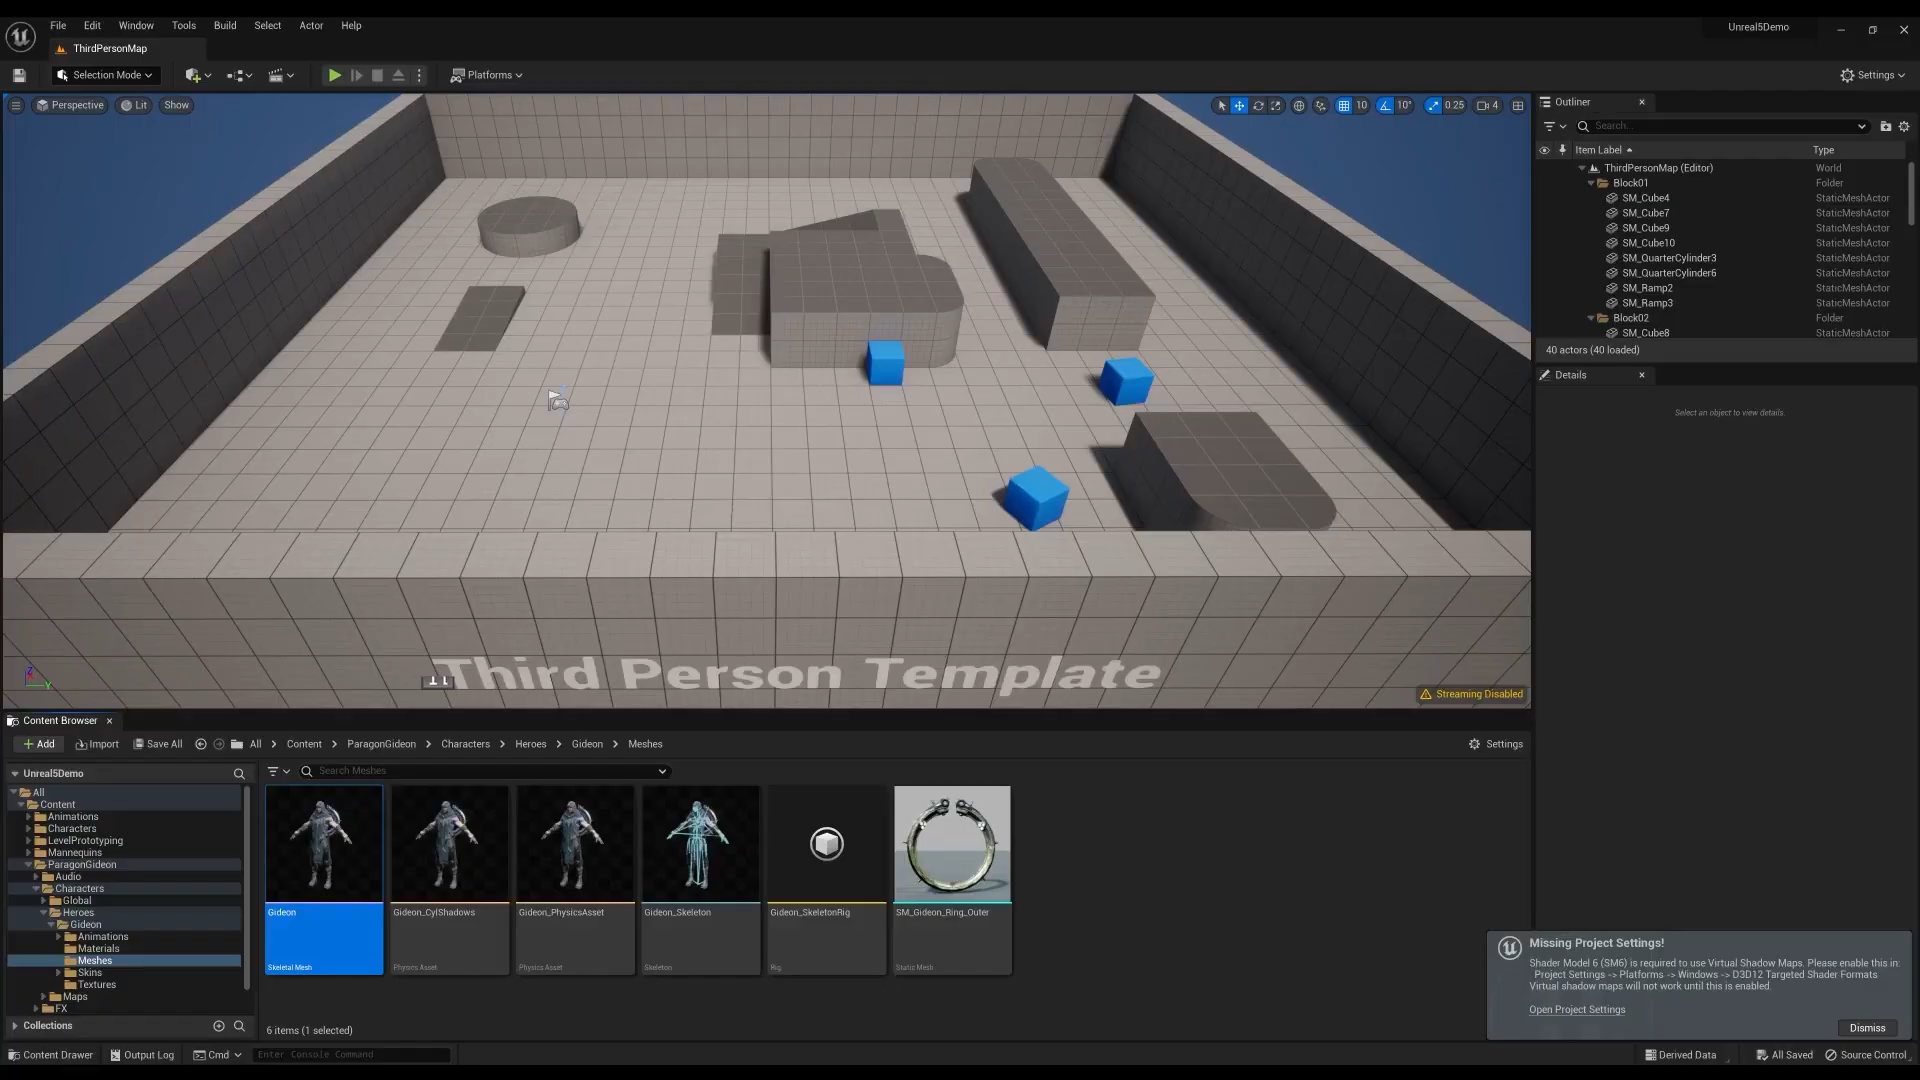 File Edit Window Tools Build Select Actor Help
Unreal5Demo
ThirdPersonMap
Selection Mode
Platforms
Settings
Perspective Lit Show
10 10° 0.25 4
Outliner
Search...
Item Label Type
ThirdPersonMap (Editor) World
Block01 Folder
SM_Cube4 StaticMeshActor
SM_Cube7 StaticMeshActor
SM_Cube9 StaticMeshActor
SM_Cube10 StaticMeshActor
SM_QuarterCylinder3 StaticMeshActor
SM_QuarterCylinder6 StaticMeshActor
SM_Ramp2 StaticMeshActor
SM_Ramp3 StaticMeshActor
Block02 Folder
SM_Cube8 StaticMeshActor
40 actors (40 loaded)
Details
Select an object to view details.
Third Person Template
Z
Y
Streaming Disabled
Content Browser
Add Import Save All All Content ParagonGideon Characters Heroes Gideon Meshes Settings
Unreal5Demo
Search Meshes
All
Content
Animations
Characters
LevelPrototyping
Mannequins
ParagonGideon
Audio
Characters
Global
Heroes
Gideon
Animations
Materials
Meshes
Skins
Textures
Maps
FX
Collections
Gideon
Skeletal Mesh
Gideon_CylShadows
Physics Asset
Gideon_PhysicsAsset
Physics Asset
Gideon_Skeleton
Skeleton
Gideon_SkeletonRig
Rig
SM_Gideon_Ring_Outer
Static Mesh
6 items (1 selected)
Missing Project Settings!
Shader Model 6 (SM6) is required to use Virtual Shadow Maps. Please enable this in:
Project Settings -> Platforms -> Windows -> D3D12 Targeted Shader Formats
Virtual shadow maps will not work until this is enabled.
Open Project Settings
Dismiss
Content Drawer Output Log Cmd Enter Console Command
Derived Data All Saved Source Control